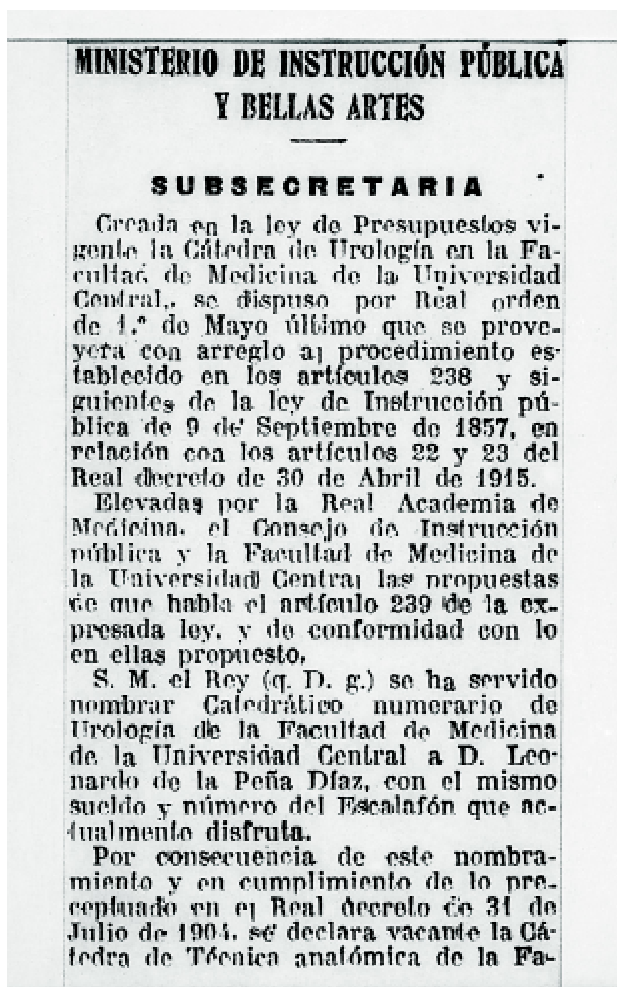 MINISTERIO DE INSTRUCCIÓN PÚBLICA
Y BELLAS ARTES
SUBSECRETARIA
Creada en la ley de Presupuestos vi-
gente la Cátedra de Urología en la Fa-
cultad de Medicina de la Universidad
Central, se dispuso por Real orden
de 1.º de Mayo último que se prove-
yera con arreglo al procedimiento es-
tablecido en los artículos 238 y si-
guientes de la ley de Instrucción pú-
blica de 9 de Septiembre de 1857, en
relación con los artículos 22 y 23 del
Real decreto de 30 de Abril de 1915.
Elevadas por la Real Academia de
Medicina, el Consejo de Instrucción
pública y la Facultad de Medicina de
la Universidad Central las propuestas
de que habla el artículo 239 de la ex-
presada ley, y de conformidad con lo
en ellas propuesto,
S. M. el Rey (q. D. g.) se ha servido
nombrar Catedrático numerario de
Urología de la Facultad de Medicina
de la Universidad Central a D. Leo-
nardo de la Peña Díaz, con el mismo
sueldo y número del Escalafón que ac-
tualmente disfruta.
Por consecuencia de este nombra-
miento y en cumplimiento de lo pre-
ceptuado en el Real decreto de 31 de
Julio de 1904, se declara vacante la Cá-
tedra de Técnica anatómica de la Fa-